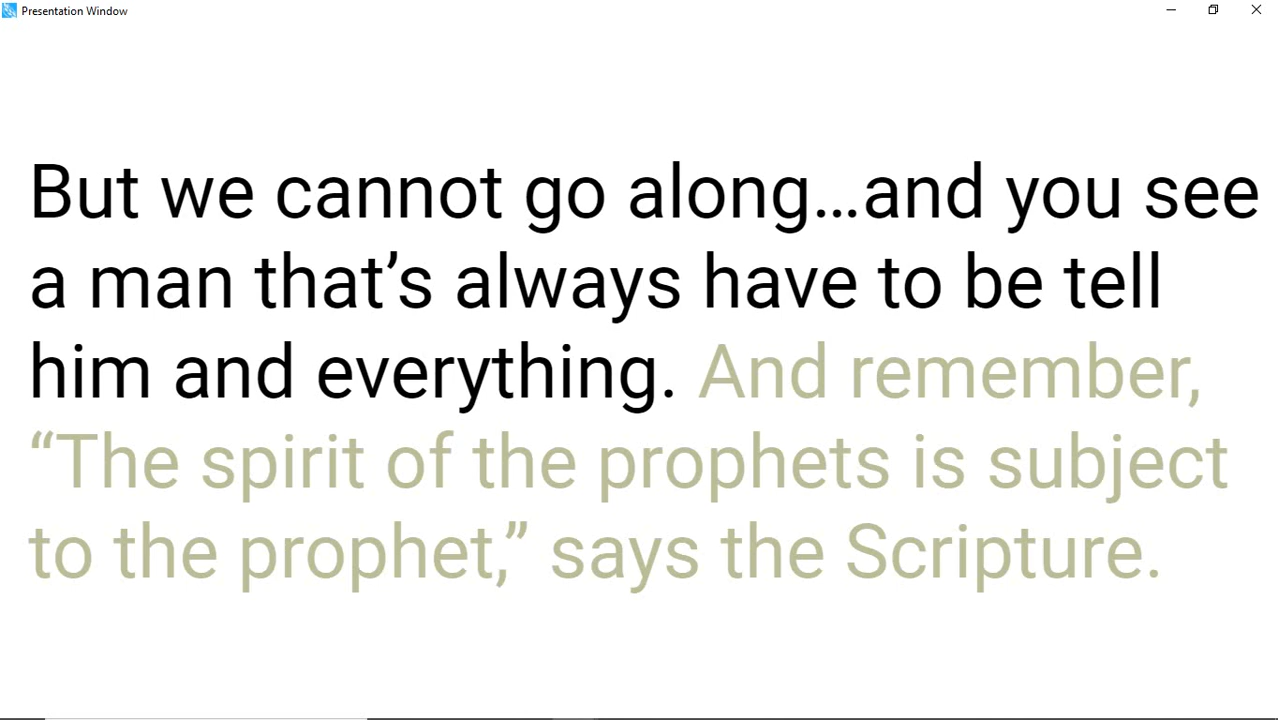 Presentation Window
But we cannot go along…and you see
a man that’s always have to be tell
him and everything. And remember,
“The spirit of the prophets is subject
to the prophet,” says the Scripture.